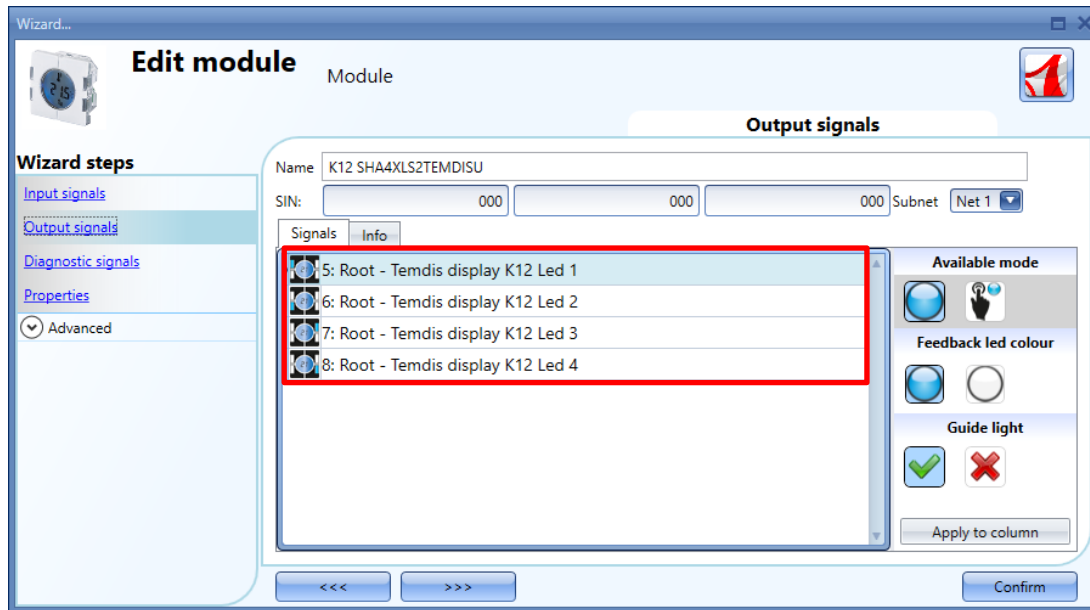 Wizard...
Edit module
Module
Output signals
Wizard steps
Input signals
Output signals
Diagnostic signals
Properties
Advanced
Name K12 SHA4XLS2TEMDISU
SIN: 000 000 000 Subnet Net 1
Signals Info
5: Root - Temdis display K12 Led 1
6: Root - Temdis display K12 Led 2
7: Root - Temdis display K12 Led 3
8: Root - Temdis display K12 Led 4
Available mode
Feedback led colour
Guide light
Apply to column
<<< >>> Confirm